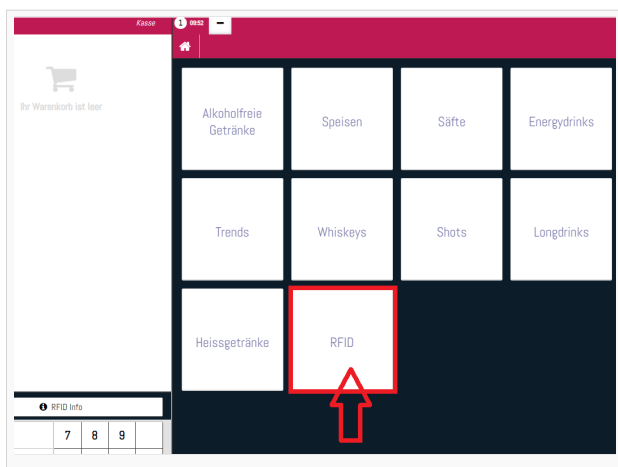 Kasse
1 09:52
Ihr Warenkorb ist leer
Alkoholfreie
Getränke
Speisen
Säfte
Energydrinks
Trends
Whiskeys
Shots
Longdrinks
Heissgetränke
RFID
RFID Info
7 8 9